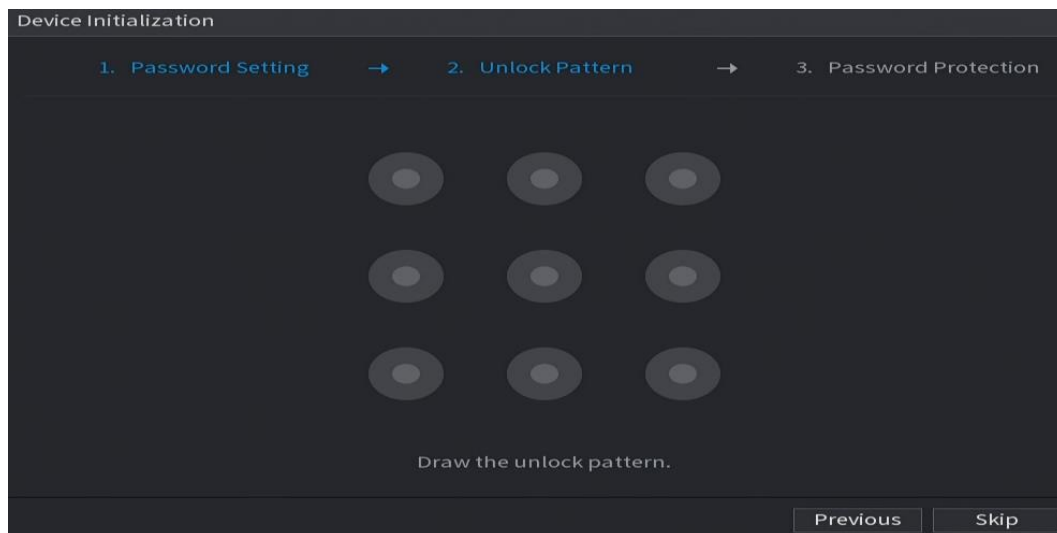 Device Initialization
1. Password Setting → 2. Unlock Pattern → 3. Password Protection
Draw the unlock pattern.
Previous Skip